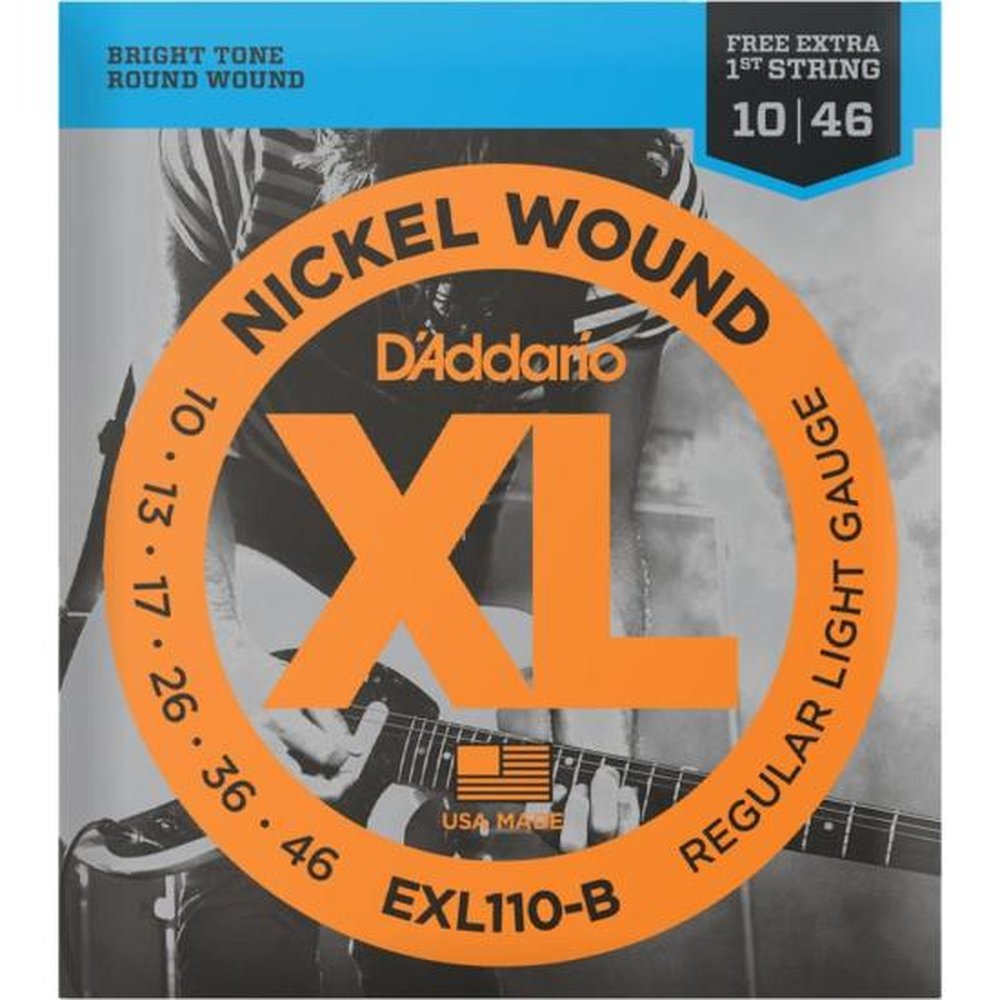 BRIGHT TONE
ROUND WOUND
FREE EXTRA
1ST STRING
10|46
NICKEL WOUND
D'Addario
XL
10 · 13 · 17 · 26 · 36 · 46
REGULAR LIGHT GAUGE
USA MADE
EXL110-B